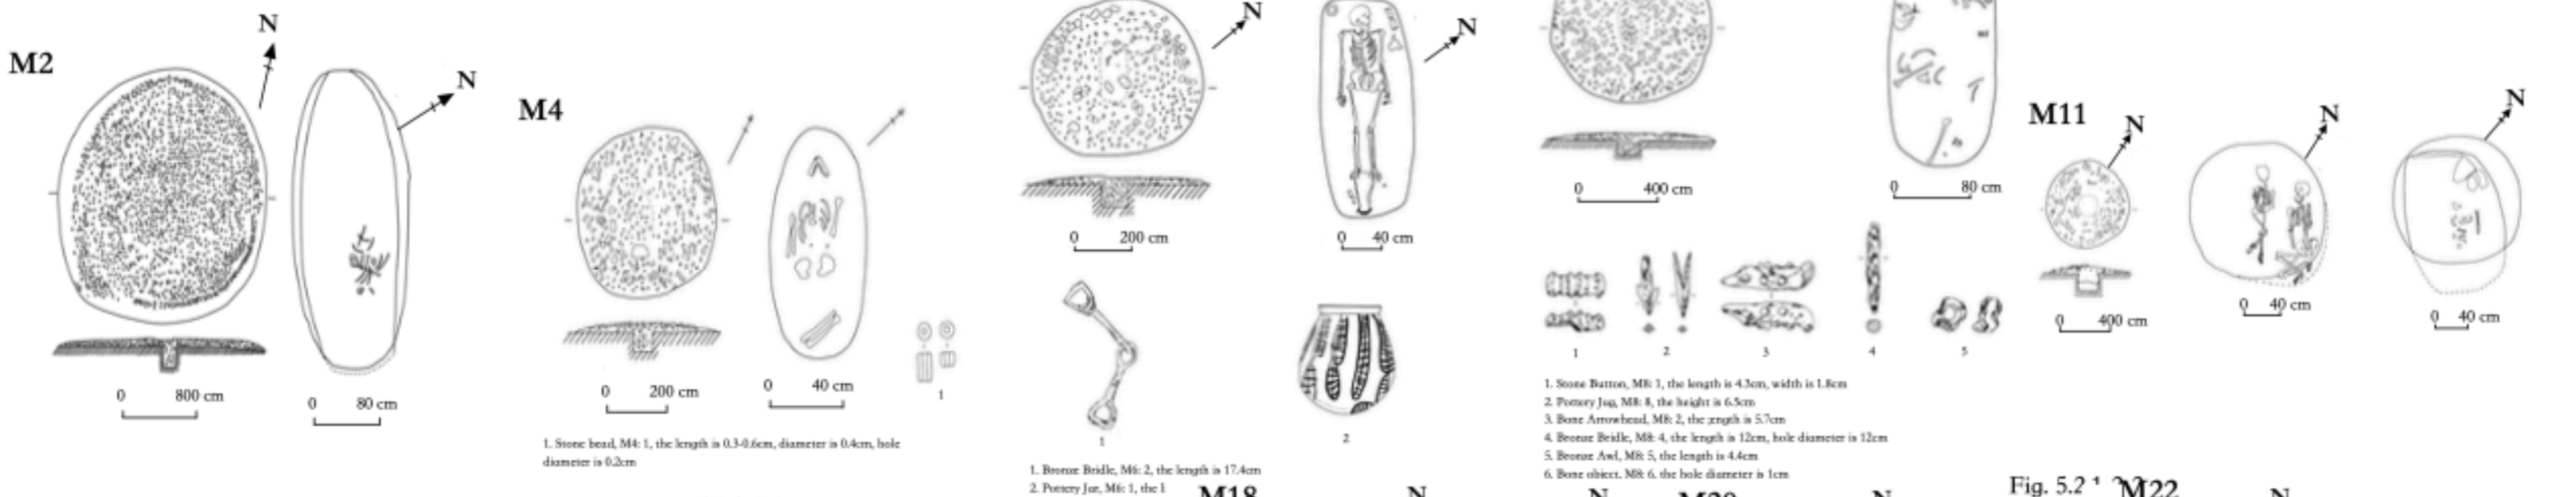 M2
N
N
0 800 cm
0 80 cm
M4
0 200 cm
0 40 cm
1
1. Stone bead, M4: 1, the length is 0.3-0.6cm, diameter is 0.4cm, hole
diameter is 0.2cm
N
N
0 200 cm
0 40 cm
1
2
1. Bronze Bridle, M6: 2, the length is 17.4cm
2. Pottery Jar, M6: 1, the
0 400 cm
0 80 cm
1
2
3
4
5
1. Stone Button, M8: 1, the length is 4.3cm, width is 1.8cm
2. Pottery Jug, M8: 8, the height is 6.5cm
3. Bone Arrowhead, M8: 2, the length is 5.7cm
4. Bronze Bridle, M8: 4, the length is 12cm, hole diameter is 12cm
5. Bronze Awl, M8: 5, the length is 4.4cm
6. Bone object, M8: 6, the hole diameter is 1cm
M11
N
N
N
0 400 cm
0 40 cm
0 40 cm
M18
N
N
M20
N
Fig. 5.2
M22
N